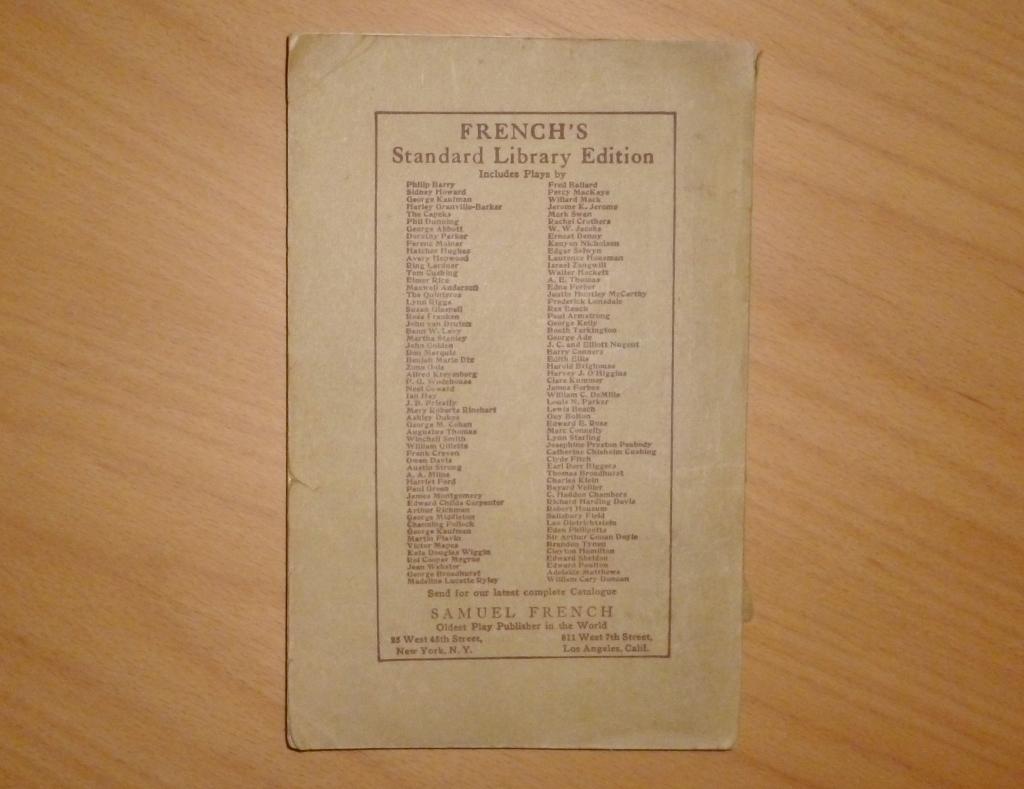 FRENCH'S
Standard Library Edition
Includes Plays by
Philip Barry
Sidney Howard
George Kaufman
Harley Granville-Barker
The Capeks
Phil Dunning
George Abbott
Dorothy Parker
Ferenc Molnar
Hatcher Hughes
Avery Hopwood
Ring Lardner
Tom Cushing
Elmer Rice
Maxwell Anderson
The Quinteros
Lynn Riggs
Susan Glaspell
Rose Franken
John van Druten
Benn W. Levy
Martha Stanley
John Golden
Don Marquis
Beulah Marie Dix
Zona Gale
Alfred Kreymborg
P. G. Wodehouse
Noel Coward
Ian Hay
J. B. Priestly
Mary Roberts Rinehart
Ashley Dukes
George M. Cohan
Augustus Thomas
Winchell Smith
William Gillette
Frank Craven
Owen Davis
Austin Strong
A. A. Milne
Harriet Ford
Paul Green
James Montgomery
Edward Childs Carpenter
Arthur Richman
George Middleton
Channing Pollock
George Kaufman
Martin Flavin
Victor Mapes
Kate Douglas Wiggin
Roi Cooper Megrue
Jean Webster
George Broadhurst
Madeline Lucette Ryley
Fred Ballard
Percy MacKaye
Willard Mack
Jerome K. Jerome
Mark Swan
Rachel Crothers
W. W. Jacobs
Ernest Denny
Kenyon Nicholson
Edgar Selwyn
Laurence Housman
Israel Zangwill
Walter Hackett
A. E. Thomas
Edna Ferber
Justin Huntley McCarthy
Frederick Lonsdale
Rex Beach
Paul Armstrong
George Kelly
Booth Tarkington
George Ade
J. C. and Elliott Nugent
Barry Conners
Edith Ellis
Harold Brighouse
Harvey J. O'Higgins
Clare Kummer
James Forbes
William C. DeMille
Louis N. Parker
Lewis Beach
Guy Bolton
Edward E. Rose
Marc Connelly
Lynn Starling
Josephine Preston Peabody
Catherine Chisholm Cushing
Clyde Fitch
Earl Derr Biggers
Thomas Broadhurst
Charles Klein
Bayard Veiller
C. Haddon Chambers
Richard Harding Davis
Robert Housum
Salisbury Field
Leo Dietrichstein
Eden Phillpotts
Sir Arthur Conan Doyle
Brandon Tynan
Clayton Hamilton
Edward Sheldon
Edward Poulton
Adelaide Matthews
William Cary Duncan
Send for our latest complete Catalogue
SAMUEL FRENCH
Oldest Play Publisher in the World
25 West 45th Street,
New York, N. Y.
811 West 7th Street,
Los Angeles, Calif.